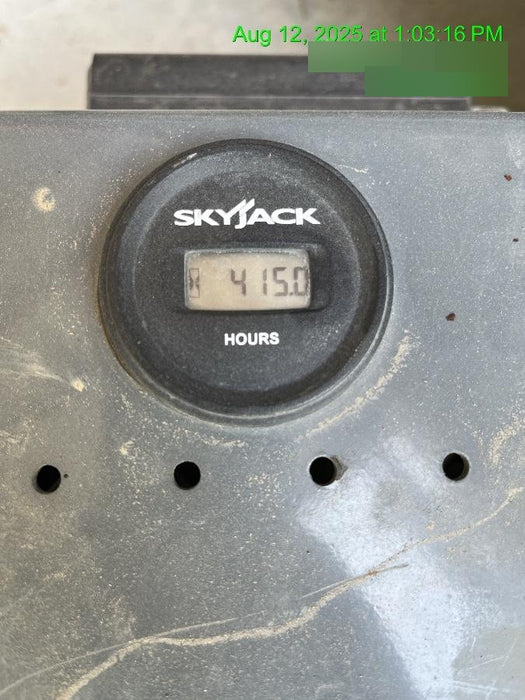 Aug 12, 2025 at 1:03:16 PM
SKYJACK
415.0
HOURS